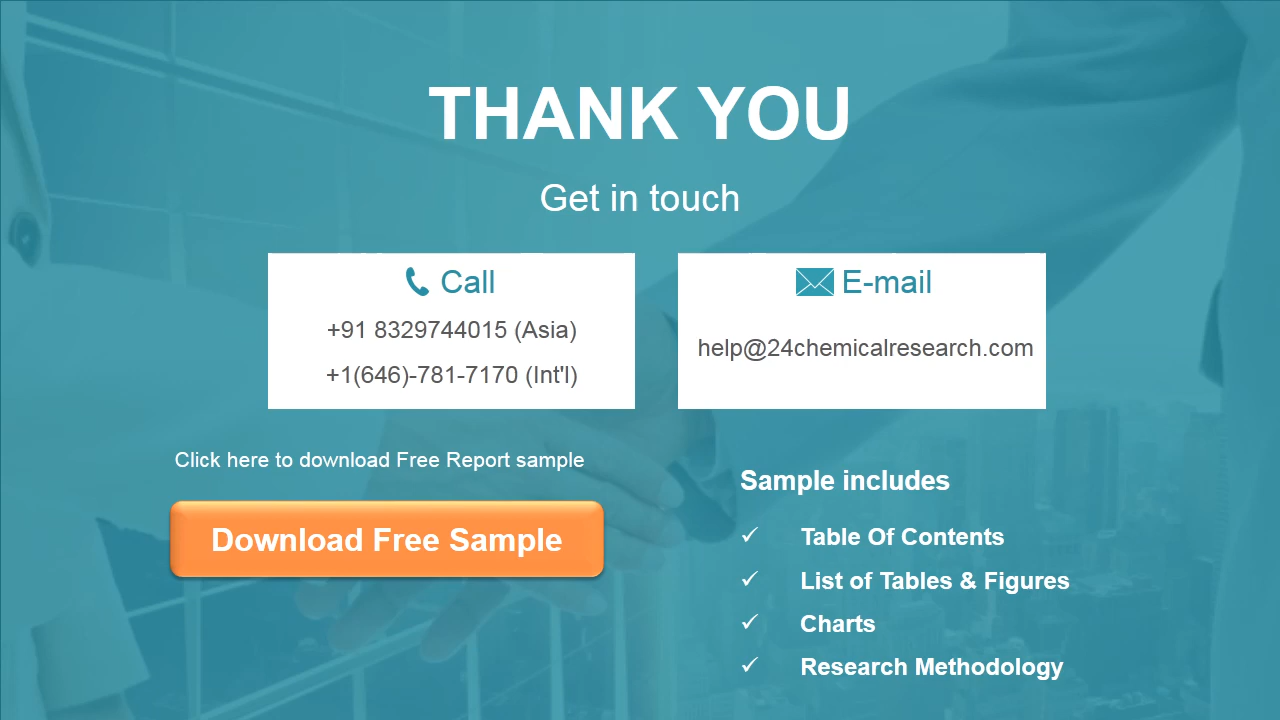 THANK YOU
Get in touch
Call
+91 8329744015 (Asia)
+1(646)-781-7170 (Int'l)
E-mail
help@24chemicalresearch.com
Click here to download Free Report sample
Download Free Sample
Sample includes
✓ Table Of Contents
✓ List of Tables & Figures
✓ Charts
✓ Research Methodology